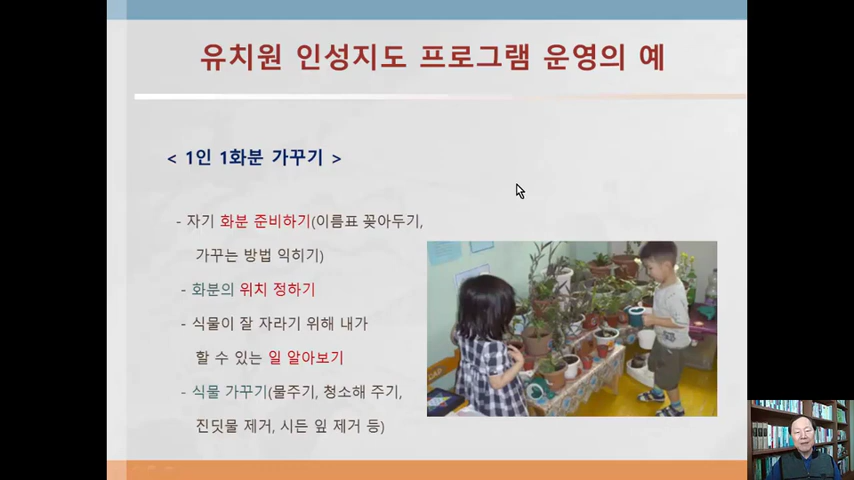 유치원 인성지도 프로그램 운영의 예
< 1인 1화분 가꾸기 >
- 자기 화분 준비하기(이름표 꽂아두기,
가꾸는 방법 익히기)
- 화분의 위치 정하기
- 식물이 잘 자라기 위해 내가
할 수 있는 일 알아보기
- 식물 가꾸기(물주기, 청소해 주기,
진딧물 제거, 시든 잎 제거 등)